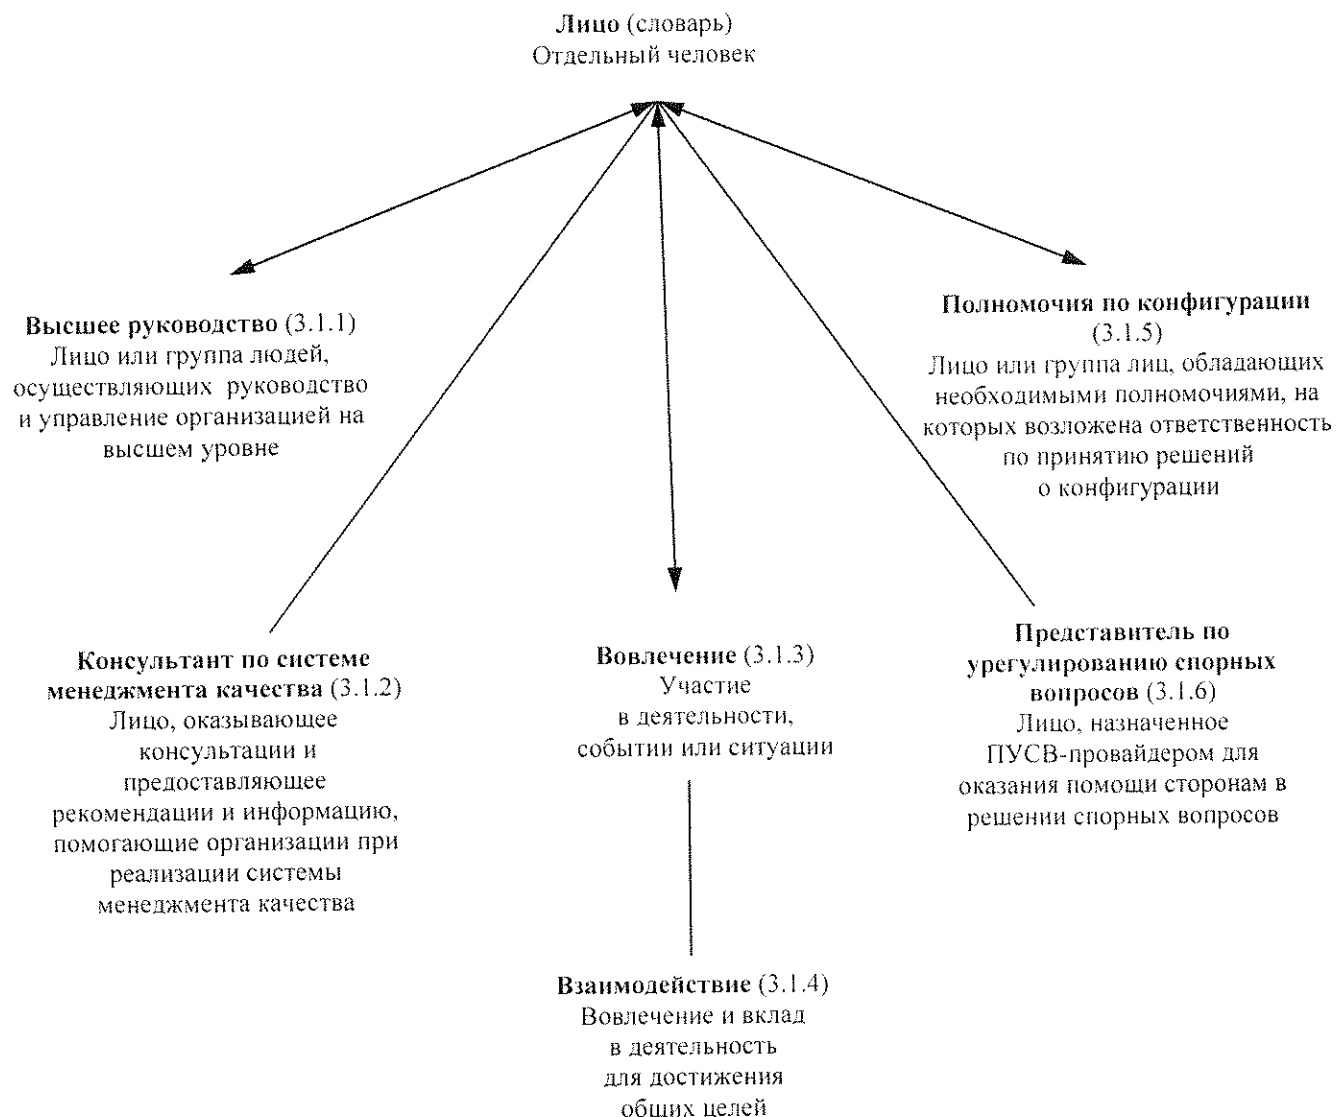 Лицо (словарь)
Отдельный человек
Высшее руководство (3.1.1)
Лицо или группа людей,
осуществляющих руководство
и управление организацией на
высшем уровне
Полномочия по конфигурации
(3.1.5)
Лицо или группа лиц, обладающих
необходимыми полномочиями, на
которых возложена ответственность
по принятию решений
о конфигурации
Консультант по системе
менеджмента качества (3.1.2)
Лицо, оказывающее
консультации и
предоставляющее
рекомендации и информацию,
помогающие организации при
реализации системы
менеджмента качества
Вовлечение (3.1.3)
Участие
в деятельности,
событии или ситуации
Представитель по
урегулированию спорных
вопросов (3.1.6)
Лицо, назначенное
ПУСВ-провайдером для
оказания помощи сторонам в
решении спорных вопросов
Взаимодействие (3.1.4)
Вовлечение и вклад
в деятельность
для достижения
общих целей